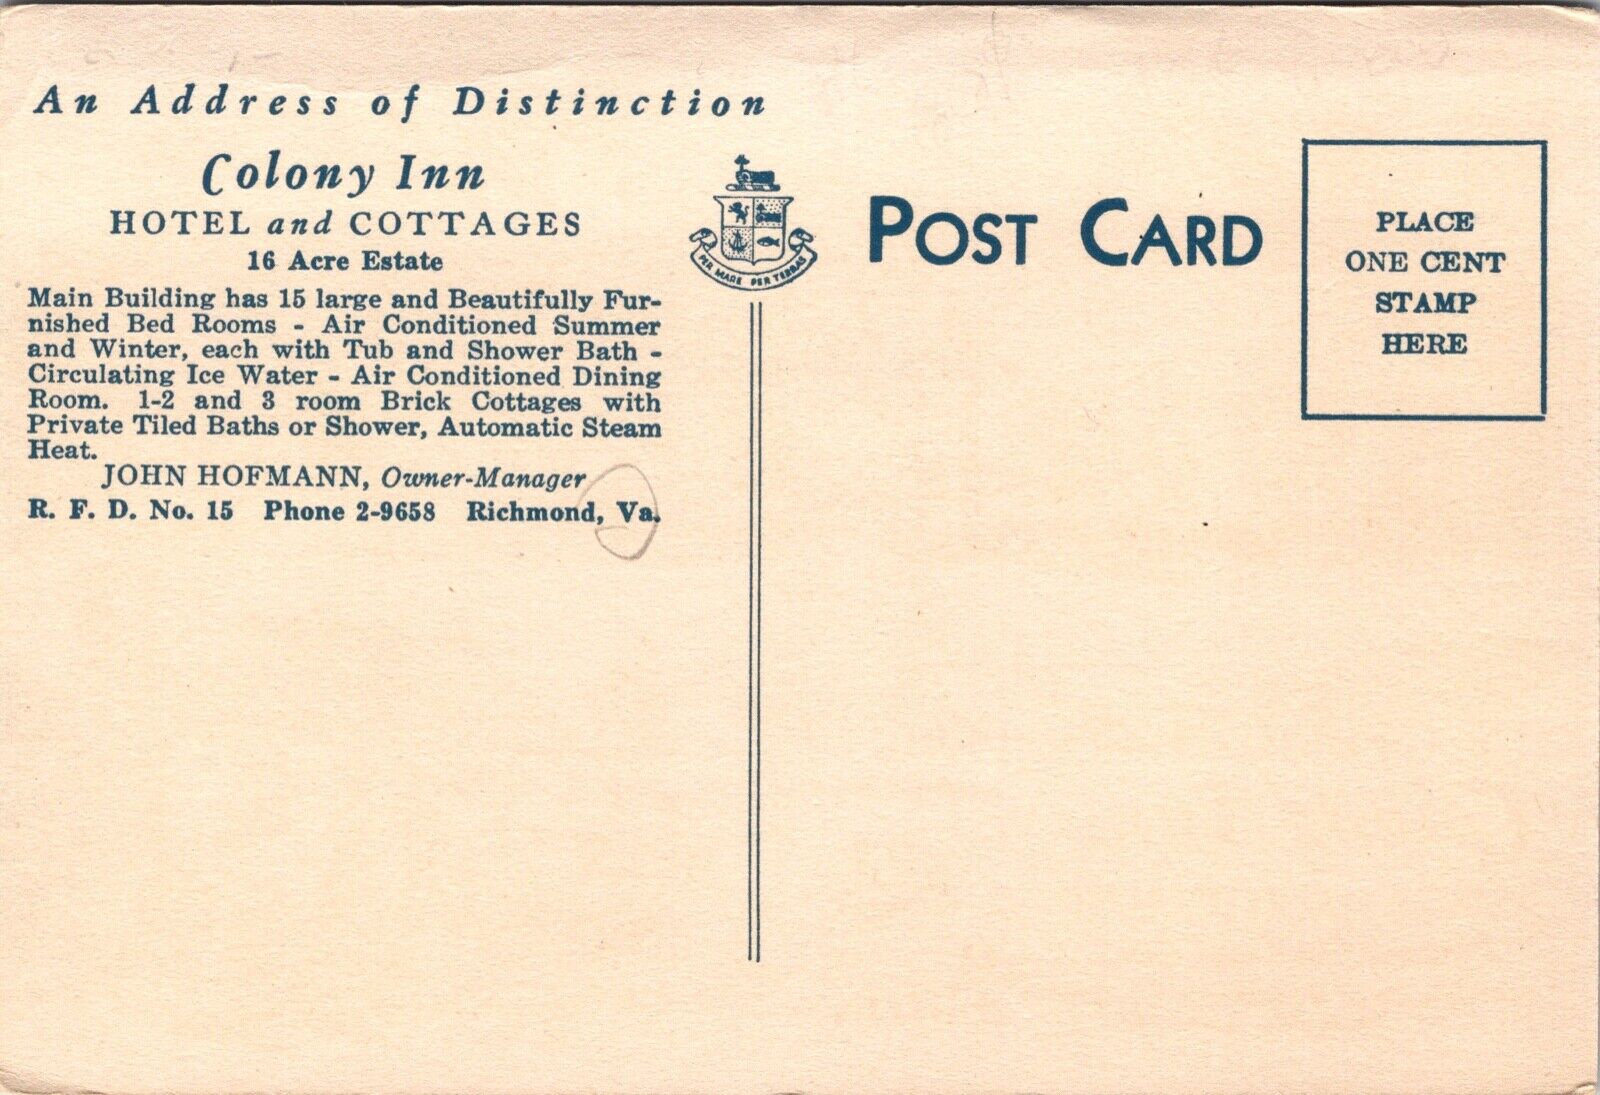 An Address of Distinction
Colony Inn
HOTEL and COTTAGES
16 Acre Estate
Main Building has 15 large and Beautifully Fur-
nished Bed Rooms - Air Conditioned Summer
and Winter, each with Tub and Shower Bath -
Circulating Ice Water - Air Conditioned Dining
Room. 1-2 and 3 room Brick Cottages with
Private Tiled Baths or Shower, Automatic Steam
Heat.
JOHN HOFMANN, Owner-Manager
R. F. D. No. 15 Phone 2-9658 Richmond, Va.
PER MARE PER TERRAS
POST CARD
PLACE
ONE CENT
STAMP
HERE